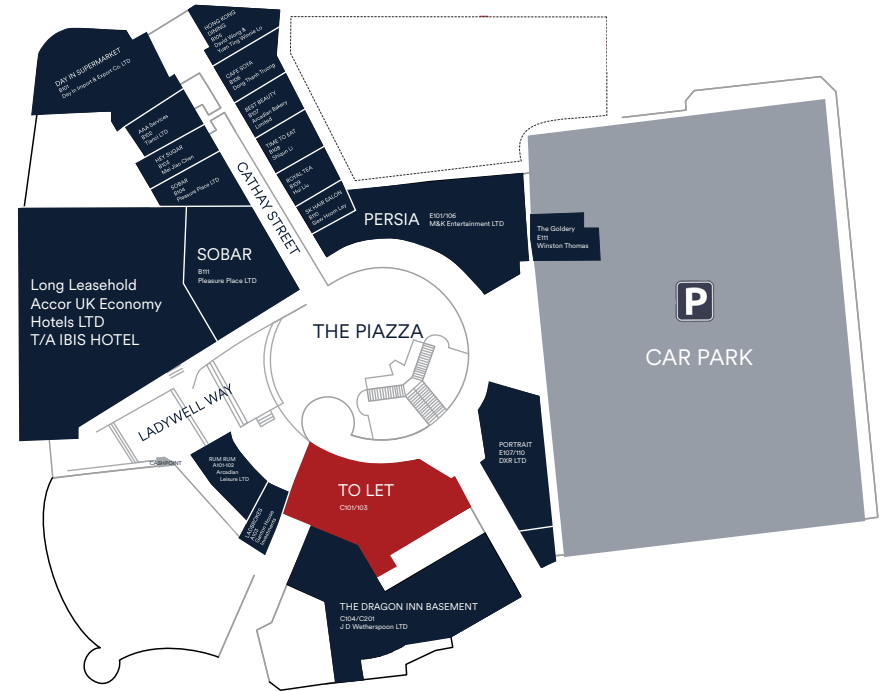 HONG KONG
DINING
B105
David Wong &
Yuen Ting Winnie Lo
DAY IN SUPERMARKET
B101
Day In Import & Export Co. LTD
CAFE SOYA
B106
Dong Thanh Truong
BEST BEAUTY
B107
Arcadian Bakery
Limited
AAA Services
B102
Tianci LTD
TIME TO EAT
B108
Shiqun Li
HEY SUGAR
B103
Mei Jiao Chen
ROYAL TEA
B109
Hui Liu
SOBAR
B104
Pleasure Place LTD
SK HAIR SALON
B110
Siew Hoom Lay
CATHAY STREET
PERSIA
E101/106
M&K Entertainment LTD
The Goldery
E111
Winston Thomas
SOBAR
B111
Pleasure Place LTD
Long Leasehold
Accor UK Economy
Hotels LTD
T/A IBIS HOTEL
THE PIAZZA
P
CAR PARK
LADYWELL WAY
CASHPOINT
RUM RUM
A101-102
Arcadian
Leisure LTD
PORTRAIT
E107/110
DXR LTD
TO LET
C101/103
LADBROKES
A103
THE DRAGON INN BASEMENT
C104/C201
J D Wetherspoon LTD